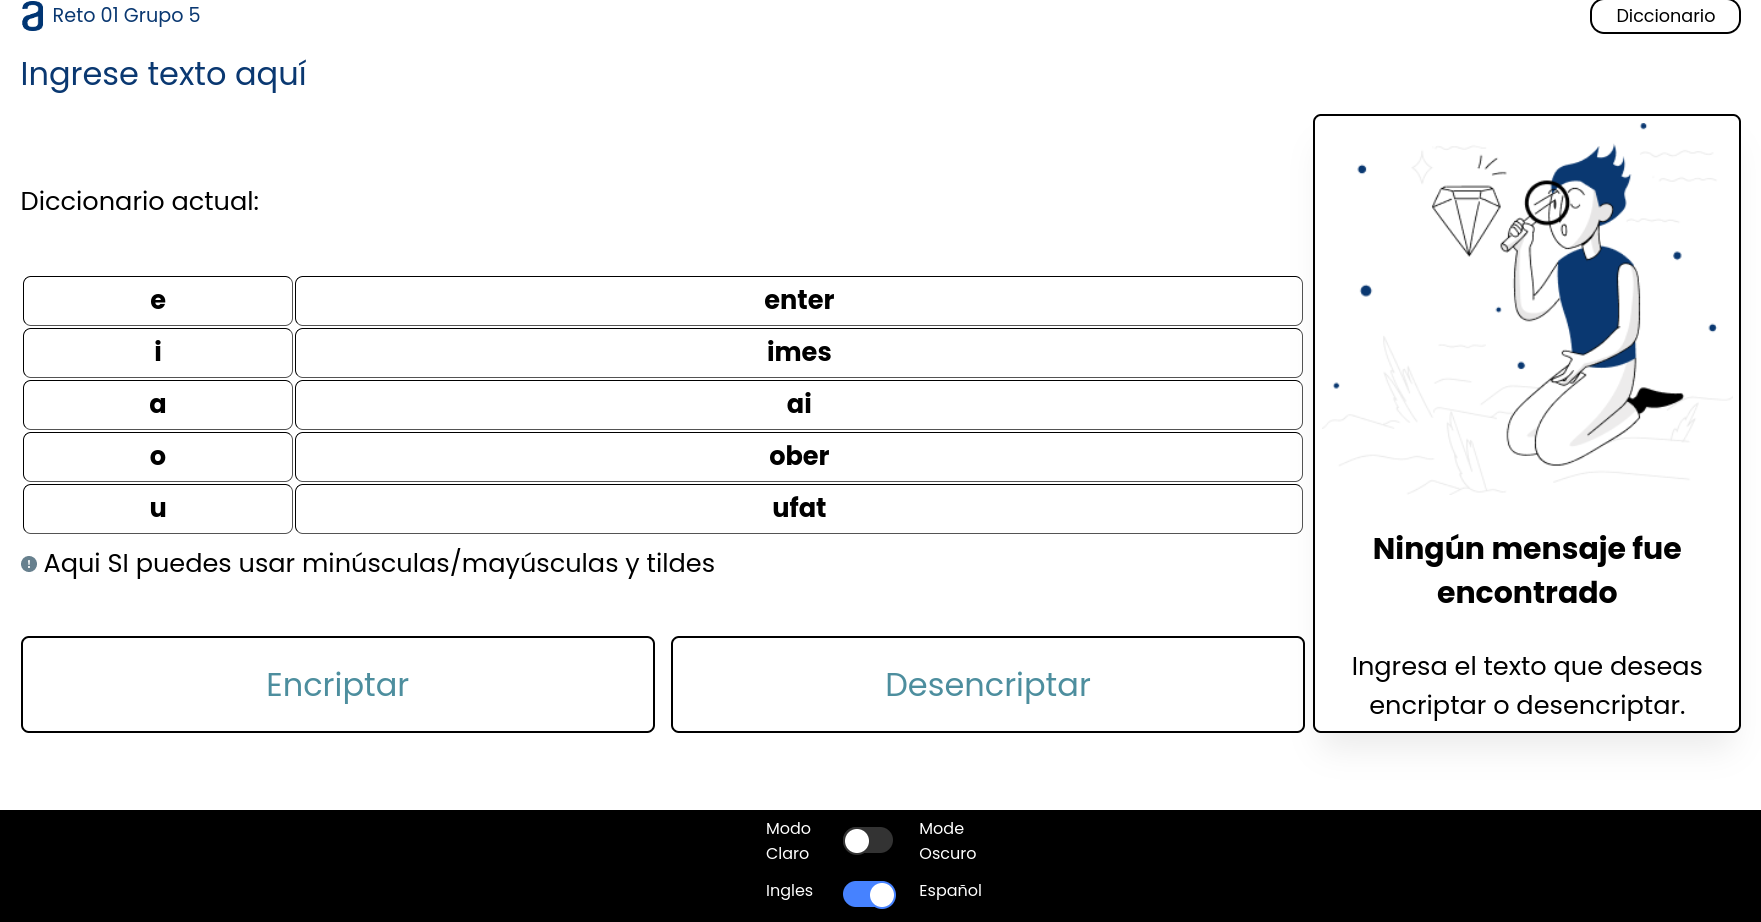 a Reto 01 Grupo 5
Diccionario
Ingrese texto aquí
Diccionario actual:
e enter
i imes
a ai
o ober
u ufat
! Aqui SI puedes usar minúsculas/mayúsculas y tildes
Encriptar
Desencriptar
Ningún mensaje fue
encontrado
Ingresa el texto que deseas
encriptar o desencriptar.
Modo
Claro
Mode
Oscuro
Ingles
Español